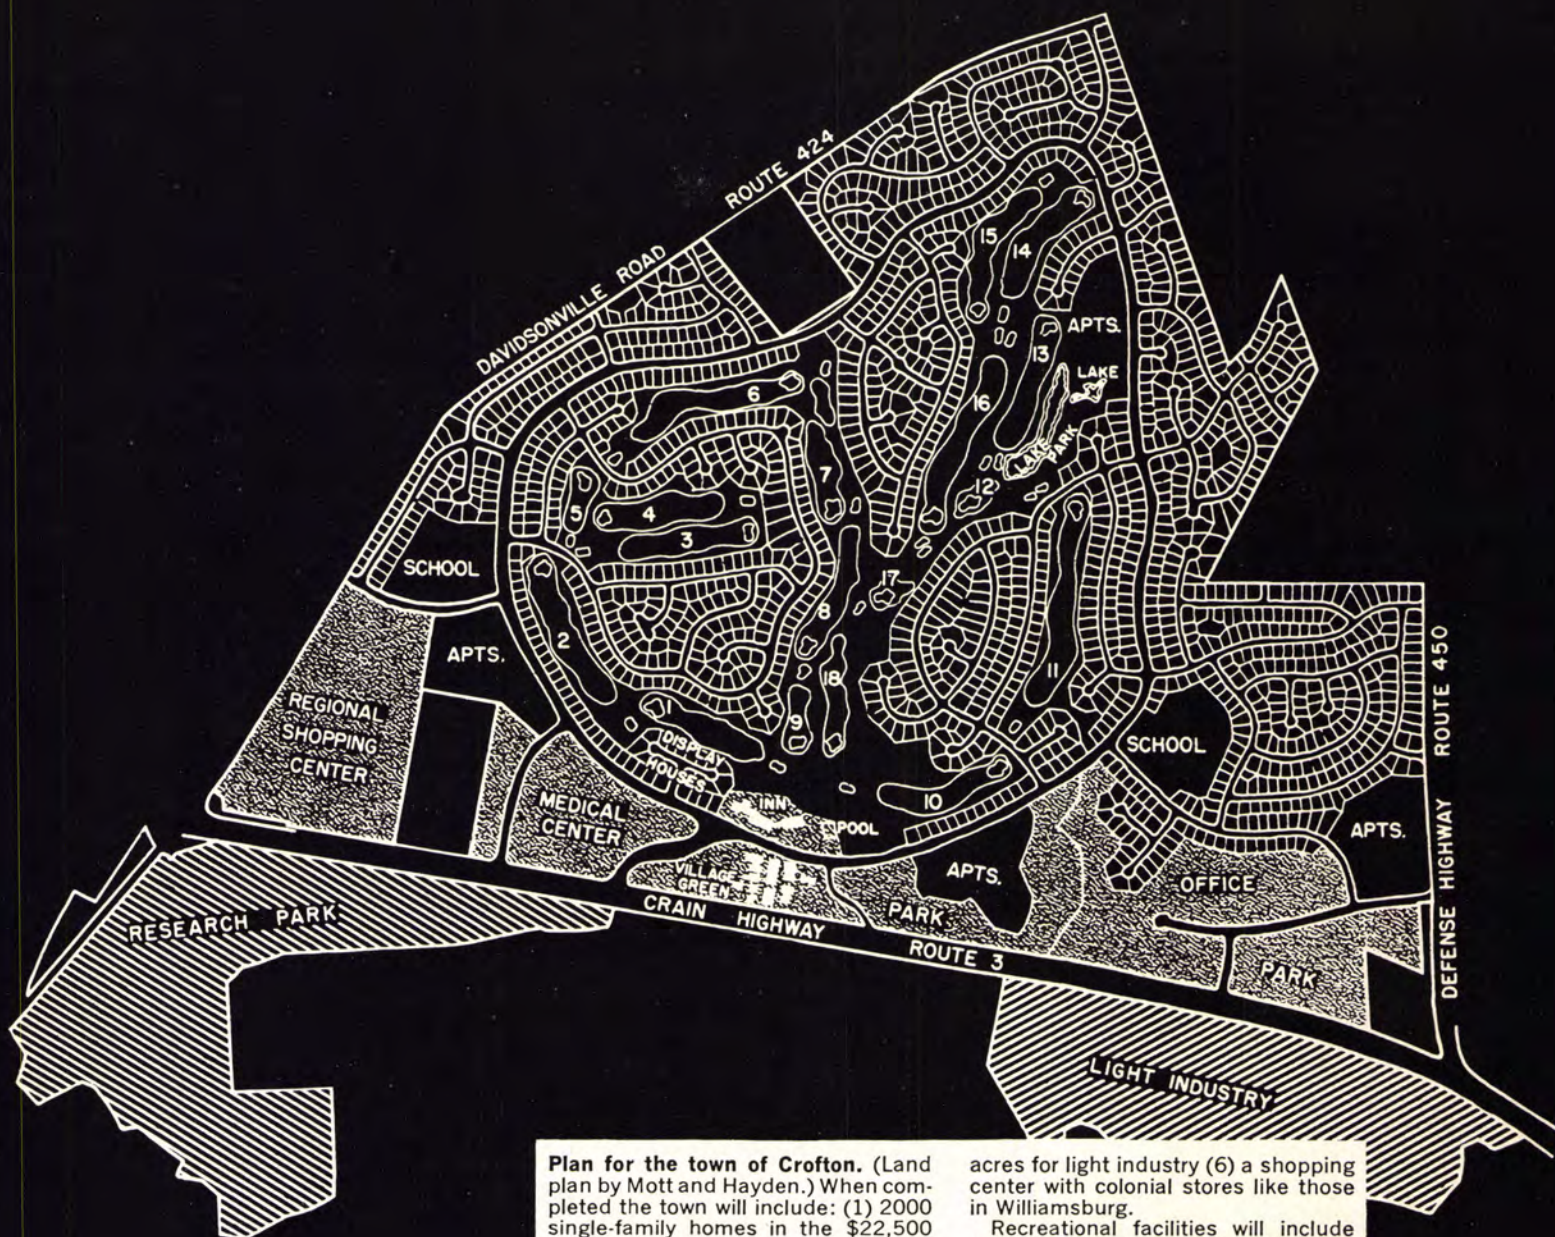 ROUTE 424
DAVIDSONVILLE ROAD
15
14
APTS.
13
LAKE
6
16
LAKE
PARK
7
12
5
4
3
SCHOOL
17
8
2
APTS.
11
18
REGIONAL
SHOPPING
CENTER
1
9
DISPLAY
HOUSES
SCHOOL
DEFENSE HIGHWAY ROUTE 450
10
INN
POOL
MEDICAL
CENTER
APTS.
VILLAGE
GREEN
APTS.
OFFICE
PARK
CRAIN HIGHWAY
ROUTE 3
RESEARCH PARK
PARK
LIGHT INDUSTRY
Plan for the town of Crofton. (Land
plan by Mott and Hayden.) When com-
pleted the town will include: (1) 2000
single-family homes in the $22,500
acres for light industry (6) a shopping
center with colonial stores like those
in Williamsburg.
Recreational facilities will include